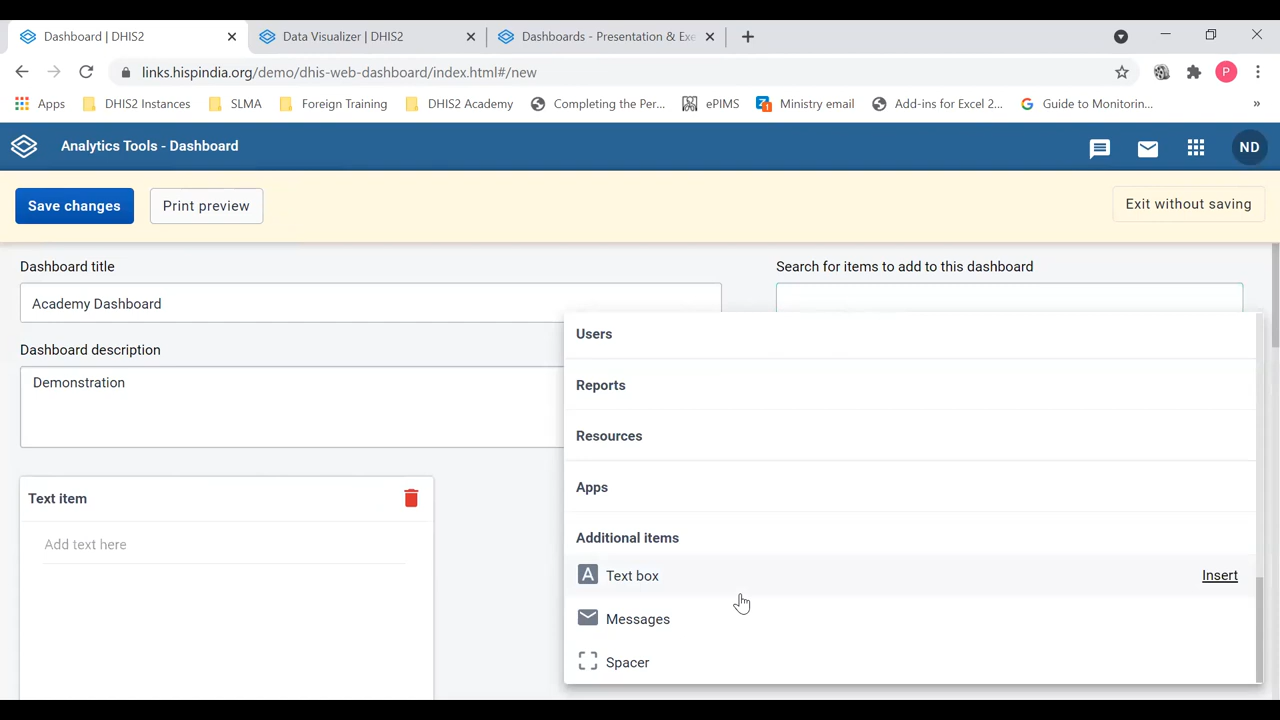 Dashboard | DHIS2
Data Visualizer | DHIS2
Dashboards - Presentation & Exe
links.hispindia.org/demo/dhis-web-dashboard/index.html#/new
P
Apps
DHIS2 Instances
SLMA
Foreign Training
DHIS2 Academy
Completing the Per...
ePIMS
Ministry email
Add-ins for Excel 2...
Guide to Monitorin...
»
Analytics Tools - Dashboard
ND
Save changes
Print preview
Exit without saving
Dashboard title
Search for items to add to this dashboard
Academy Dashboard
Users
Dashboard description
Demonstration
Reports
Resources
Apps
Text item
Additional items
Add text here
A Text box
Insert
Messages
Spacer